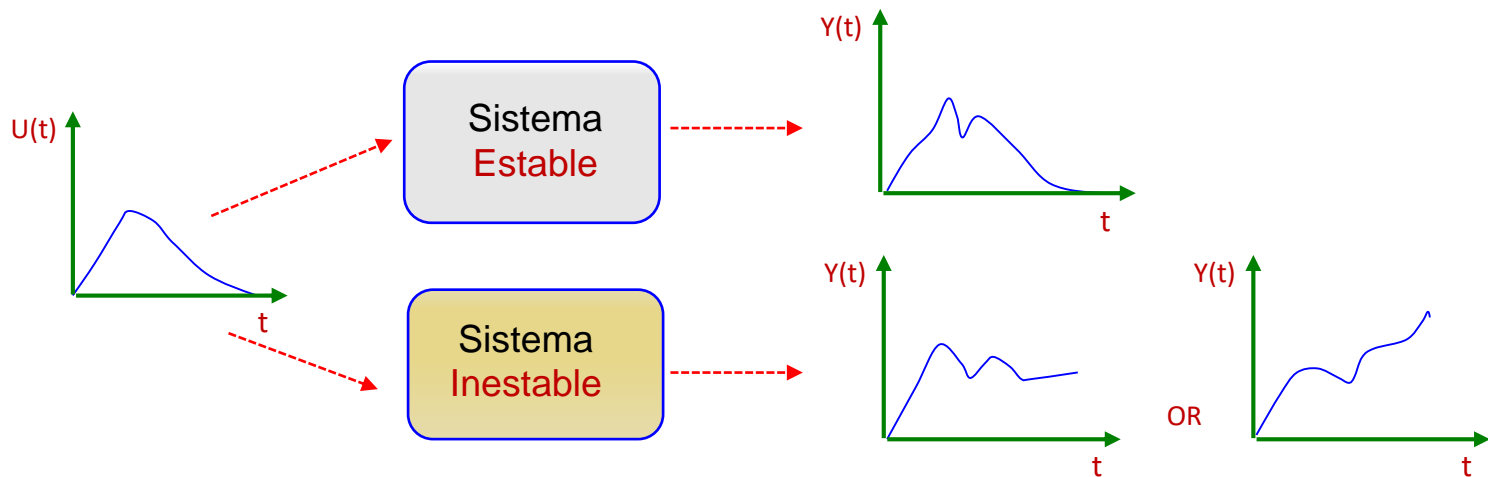 Y(t)
U(t)
Sistema
Estable
t
t
Y(t)
Y(t)
Sistema
Inestable
OR
t
t